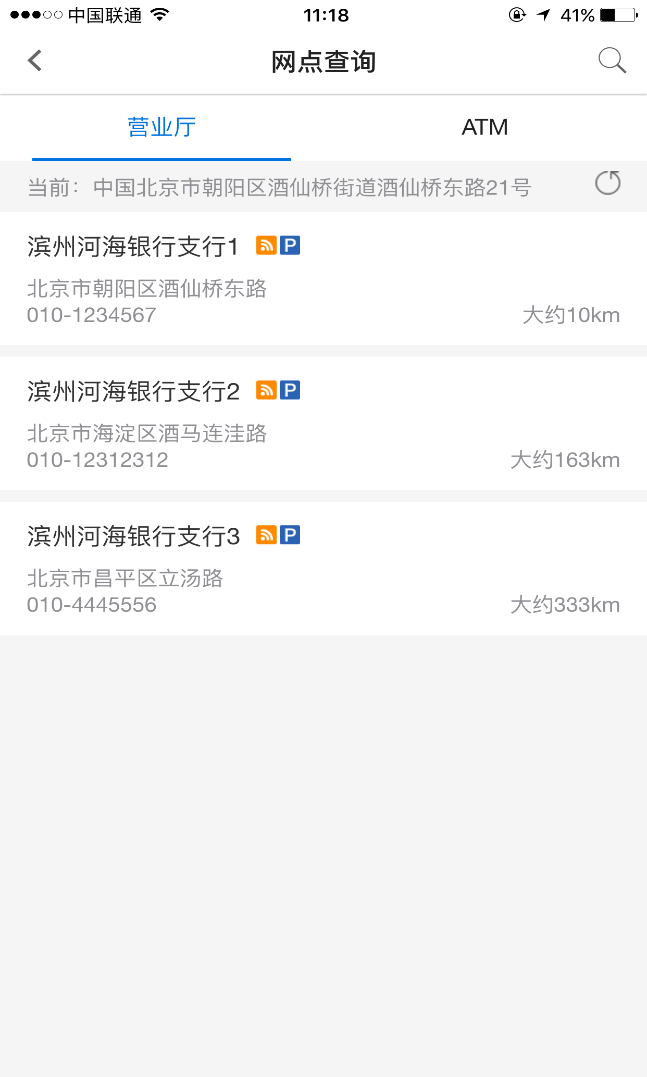 中国联通 11:18 41%
网点查询
营业厅 ATM
当前：中国北京市朝阳区酒仙桥街道酒仙桥东路21号
滨州河海银行支行1 P
北京市朝阳区酒仙桥东路
010-1234567 大约10km
滨州河海银行支行2 P
北京市海淀区酒马连洼路
010-12312312 大约163km
滨州河海银行支行3 P
北京市昌平区立汤路
010-4445556 大约333km